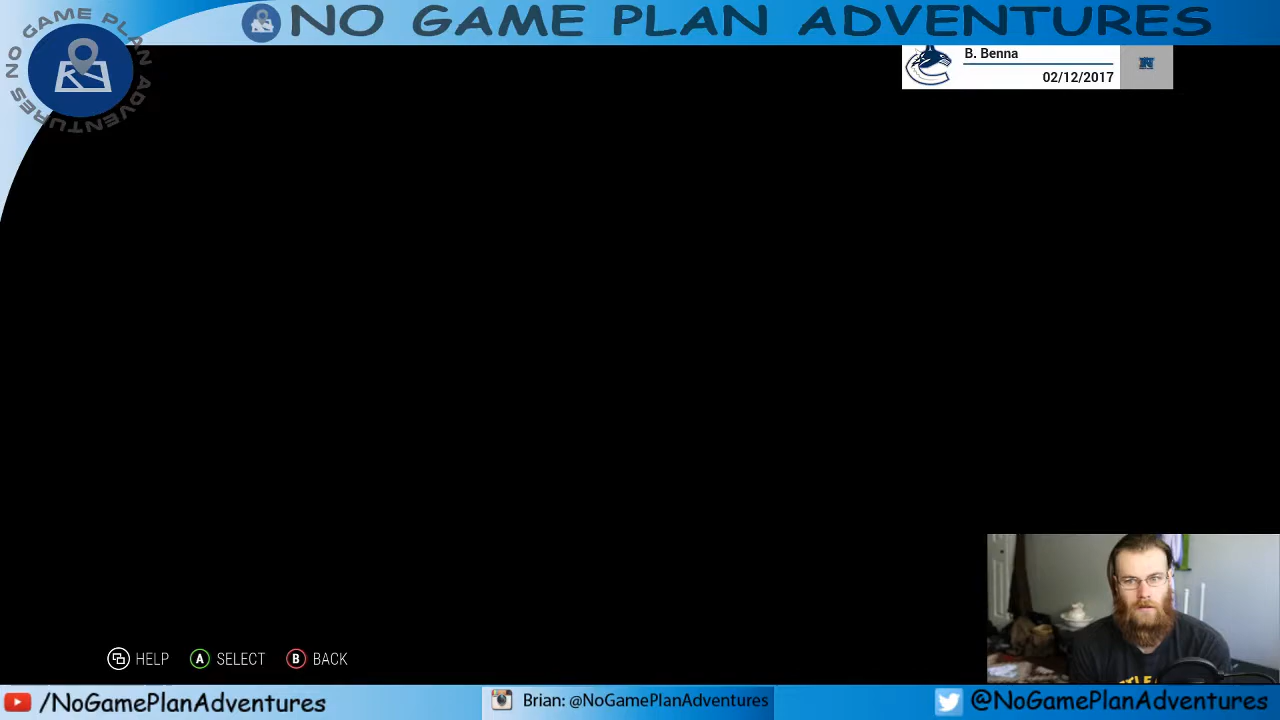 NO GAME PLAN ADVENTURES
NO GAME PLAN ADVENTURES
B. Benna
02/12/2017
N
HELP
A SELECT
B BACK
/NoGamePlanAdventures
Brian: @NoGamePlanAdventures
@NoGamePlanAdventures